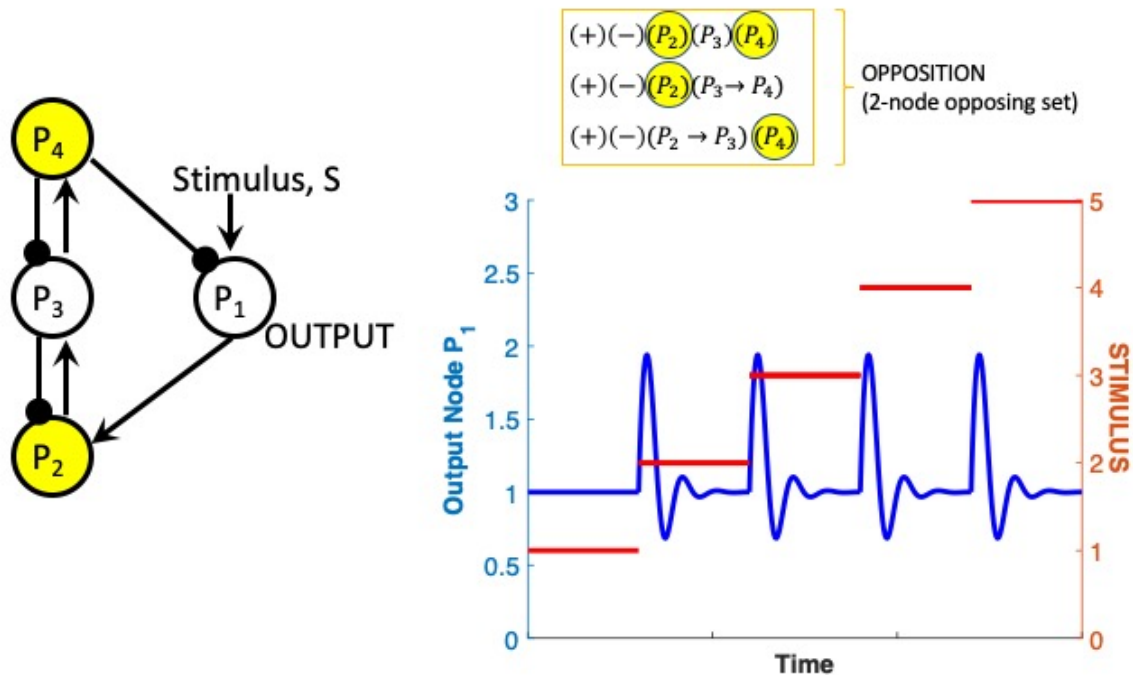 (+)(−)(P₂)(P₃)(P₄)
(+)(−)(P₂)(P₃→ P₄)
(+)(−)(P₂ → P₃)(P₄)
OPPOSITION
(2-node opposing set)
P₄
Stimulus, S
P₃
P₁
OUTPUT
P₂
Output Node P₁
3
2.5
2
1.5
1
0.5
0
5
4
3
2
1
0
STIMULUS
Time